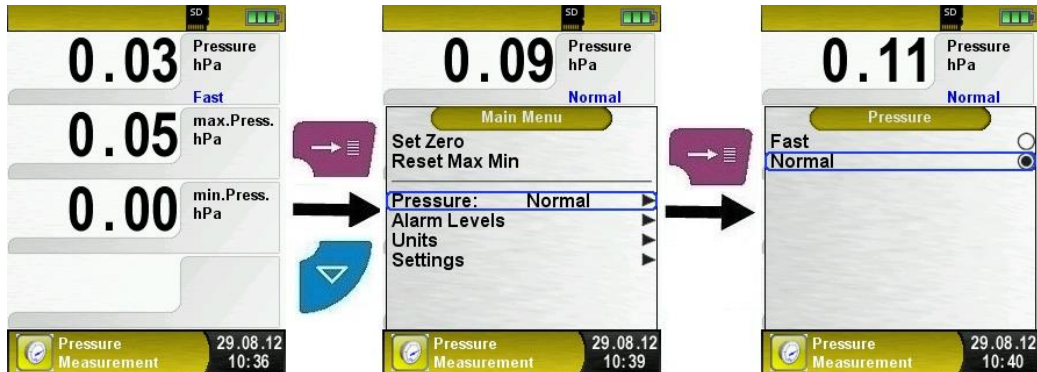 SD
0.03
Pressure
hPa
Fast
0.05
max.Press.
hPa
0.00
min.Press.
hPa
Pressure
Measurement
29.08.12
10:36
SD
0.09
Pressure
hPa
Normal
Main Menu
Set Zero
Reset Max Min
Pressure: Normal
Alarm Levels
Units
Settings
Pressure
Measurement
29.08.12
10:39
SD
0.11
Pressure
hPa
Normal
Pressure
Fast
Normal
Pressure
Measurement
29.08.12
10:40